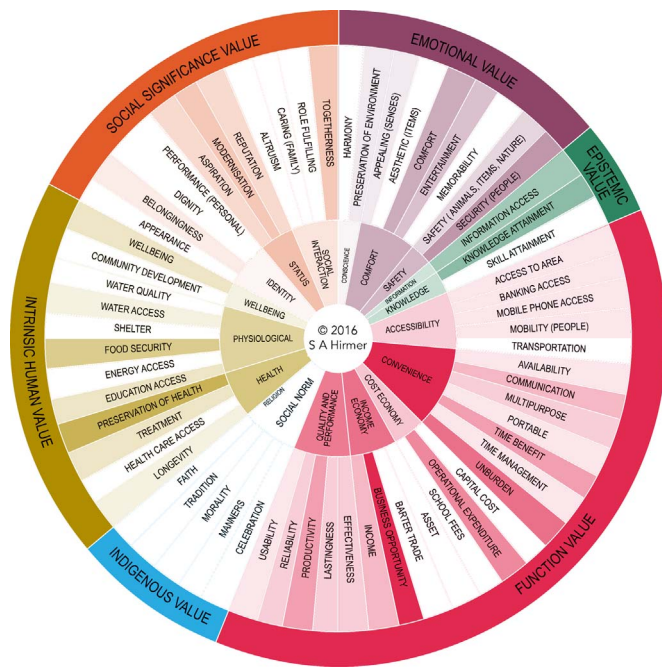 SOCIAL SIGNIFICANCE VALUE
EMOTIONAL VALUE
EPISTEMIC
VALUE
FUNCTION VALUE
INDIGENOUS VALUE
INTRINSIC HUMAN VALUE
HARMONY
PRESERVATION OF ENVIRONMENT
APPEALING (SENSES)
AESTHETIC (ITEMS)
COMFORT
ENTERTAINMENT
MEMORABILITY
SAFETY (ANIMALS, ITEMS, NATURE)
SECURITY (PEOPLE)
INFORMATION ACCESS
KNOWLEDGE ATTAINMENT
SKILL ATTAINMENT
ACCESS TO AREA
BANKING ACCESS
MOBILE PHONE ACCESS
MOBILITY (PEOPLE)
TRANSPORTATION
AVAILABILITY
COMMUNICATION
MULTIPURPOSE
PORTABLE
TIME BENEFIT
TIME MANAGEMENT
UNBURDEN
CAPITAL COST
OPERATIONAL EXPENDITURE
SCHOOL FEES
ASSET
BARTER TRADE
BUSINESS OPPORTUNITY
INCOME
EFFECTIVENESS
LASTINGNESS
PRODUCTIVITY
RELIABILITY
USABILITY
CELEBRATION
MANNERS
MORALITY
TRADITION
FAITH
LONGEVITY
HEALTH CARE ACCESS
TREATMENT
PRESERVATION OF HEALTH
EDUCATION ACCESS
ENERGY ACCESS
FOOD SECURITY
SHELTER
WATER ACCESS
WATER QUALITY
COMMUNITY DEVELOPMENT
WELLBEING
APPEARANCE
BELONGINGNESS
DIGNITY
PERFORMANCE (PERSONAL)
ASPIRATION
MODERNISATION
REPUTATION
ALTRUISM
CARING (FAMILY)
ROLE FULFILLING
TOGETHERNESS
CONSCIENCE
COMFORT
SAFETY
INFORMATION
KNOWLEDGE
ACCESSIBILITY
CONVENIENCE
COST ECONOMY
INCOME
ECONOMY
QUALITY AND
PERFORMANCE
SOCIAL NORM
RELIGION
HEALTH
PHYSIOLOGICAL
WELLBEING
IDENTITY
STATUS
SOCIAL
INTERACTION
© 2016
S A Hirmer